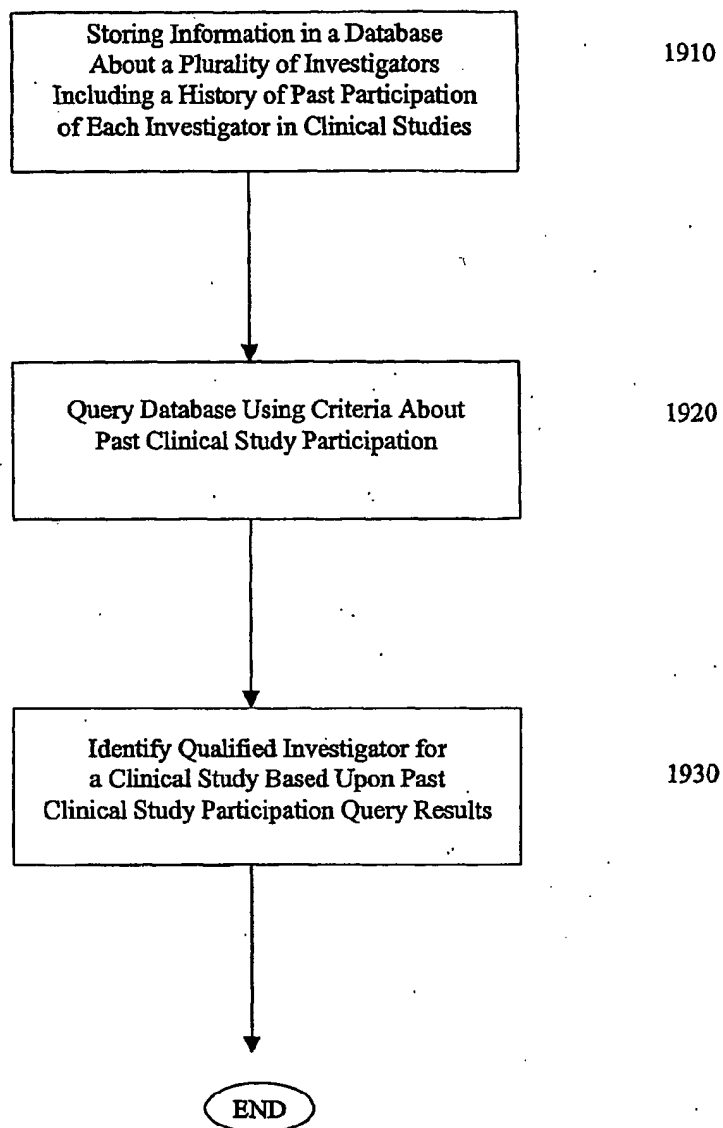 Storing Information in a Database
About a Plurality of Investigators
Including a History of Past Participation
of Each Investigator in Clinical Studies
1910
Query Database Using Criteria About
Past Clinical Study Participation
1920
Identify Qualified Investigator for
a Clinical Study Based Upon Past
Clinical Study Participation Query Results
1930
END